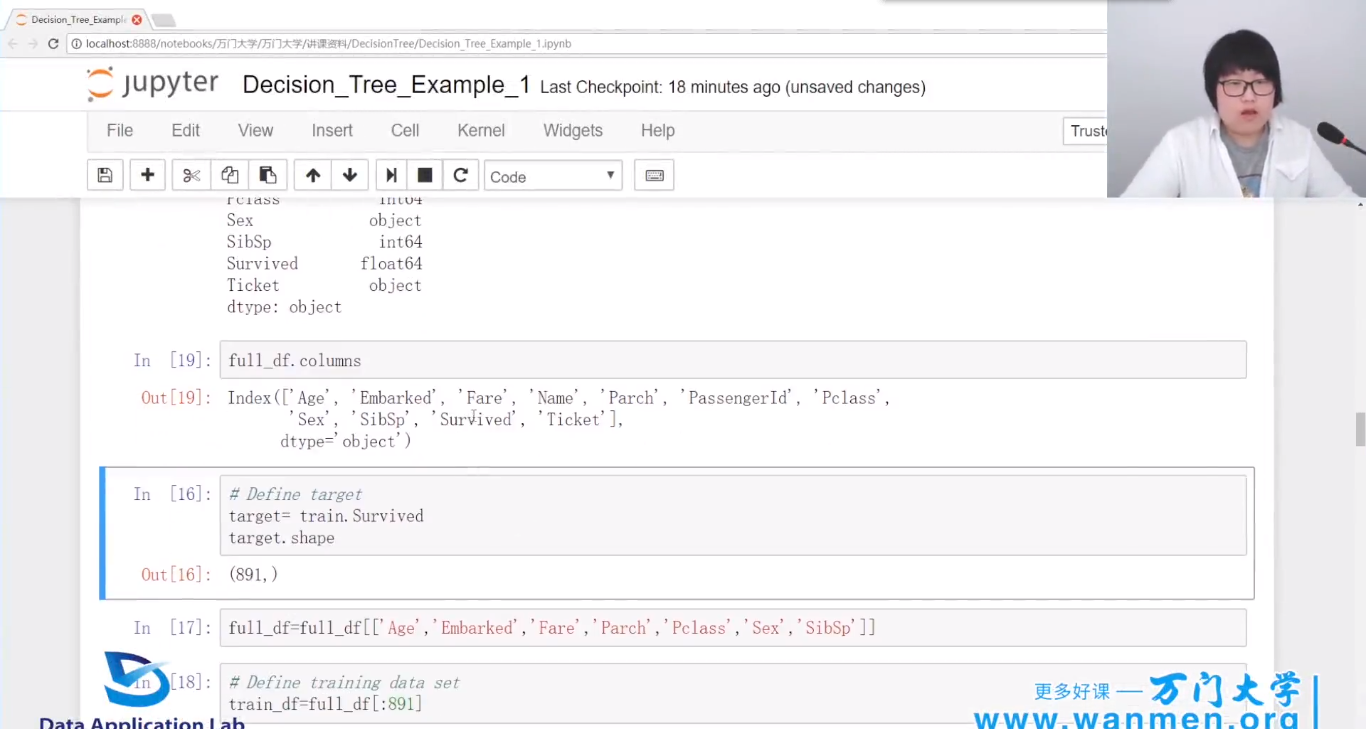 Decision_Tree_Example
localhost:8888/notebooks/万门大学/万门大学/讲课资料/DecisionTree/Decision_Tree_Example_1.ipynb
jupyter Decision_Tree_Example_1 Last Checkpoint: 18 minutes ago (unsaved changes)
File Edit View Insert Cell Kernel Widgets Help Truste
Code
Pclass int64
Sex object
SibSp int64
Survived float64
Ticket object
dtype: object
In [19]: full_df.columns
Out[19]: Index(['Age', 'Embarked', 'Fare', 'Name', 'Parch', 'PassengerId', 'Pclass',
'Sex', 'SibSp', 'Survived', 'Ticket'],
dtype='object')
In [16]: # Define target
target= train.Survived
target.shape
Out[16]: (891,)
In [17]: full_df=full_df[['Age','Embarked','Fare','Parch','Pclass','Sex','SibSp']]
In [18]: # Define training data set
train_df=full_df[:891]
Data Application Lab
更多好课 — 万门大学
www.wanmen.org